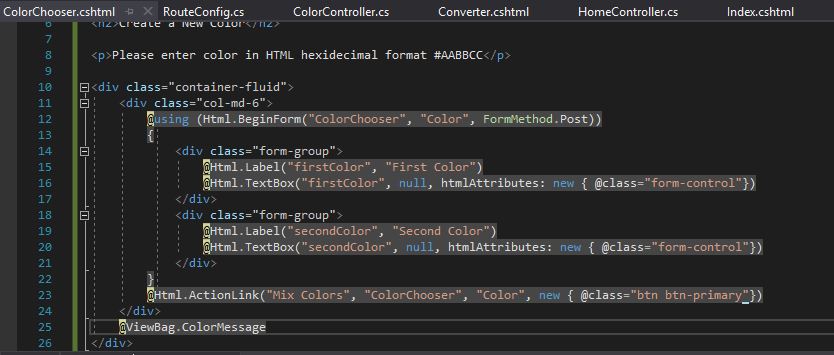 ColorChooser.cshtml RouteConfig.cs ColorController.cs Converter.cshtml HomeController.cs Index.cshtml
6 <h2>Create a New Color</h2>
7
8 <p>Please enter color in HTML hexidecimal format #AABBCC</p>
9
10 <div class="container-fluid">
11 <div class="col-md-6">
12 @using (Html.BeginForm("ColorChooser", "Color", FormMethod.Post))
13 {
14 <div class="form-group">
15 @Html.Label("firstColor", "First Color")
16 @Html.TextBox("firstColor", null, htmlAttributes: new { @class="form-control"})
17 </div>
18 <div class="form-group">
19 @Html.Label("secondColor", "Second Color")
20 @Html.TextBox("secondColor", null, htmlAttributes: new { @class="form-control"})
21 </div>
22 }
23 @Html.ActionLink("Mix Colors", "ColorChooser", "Color", new { @class="btn btn-primary"})
24 </div>
25 @ViewBag.ColorMessage
26 </div>